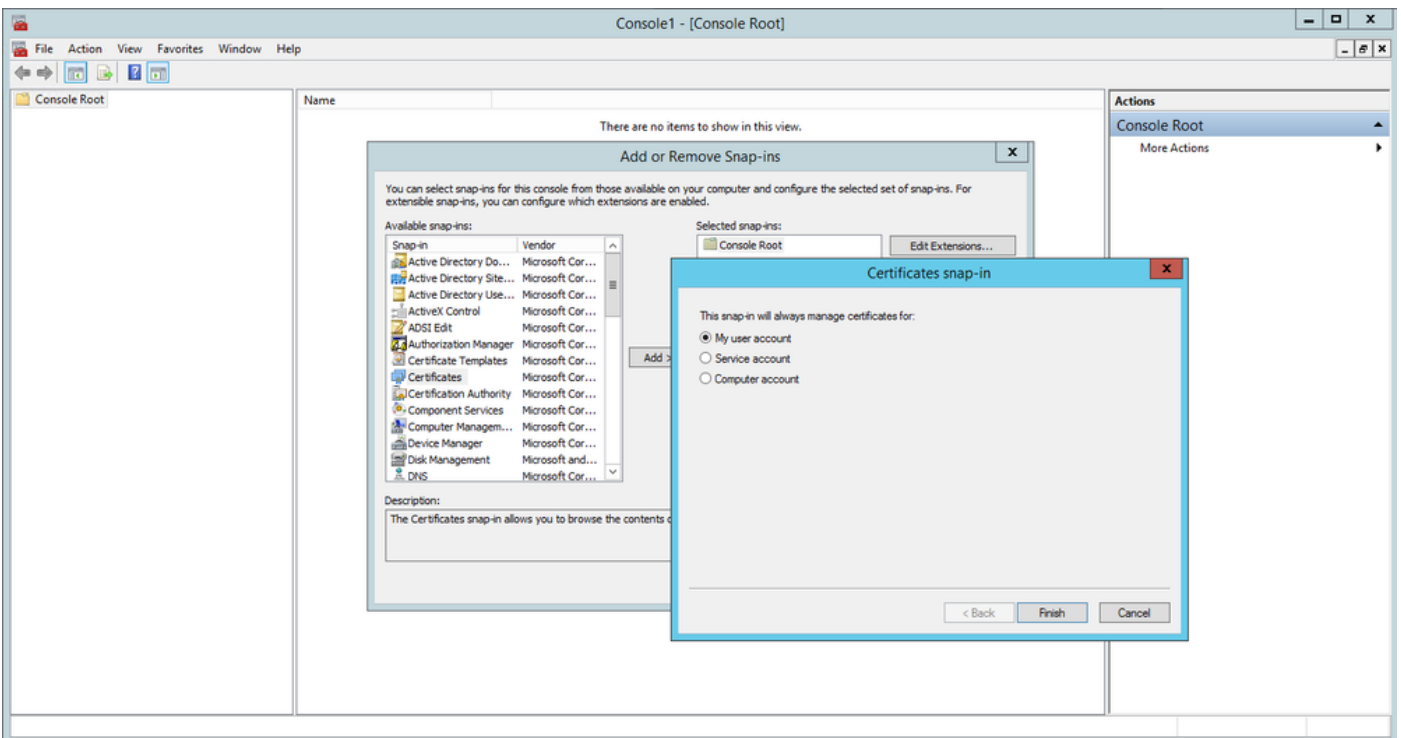 Console1 - [Console Root]
File Action View Favorites Window Help
Console Root
Name
There are no items to show in this view.
Actions
Console Root
More Actions
Add or Remove Snap-ins
You can select snap-ins for this console from those available on your computer and configure the selected set of snap-ins. For
extensible snap-ins, you can configure which extensions are enabled.
Available snap-ins:
Snap-in Vendor
Active Directory Do... Microsoft Cor...
Active Directory Site... Microsoft Cor...
Active Directory Use... Microsoft Cor...
ActiveX Control Microsoft Cor...
ADSI Edit Microsoft Cor...
Authorization Manager Microsoft Cor...
Certificate Templates Microsoft Cor...
Certificates Microsoft Cor...
Certification Authority Microsoft Cor...
Component Services Microsoft Cor...
Computer Managem... Microsoft Cor...
Device Manager Microsoft Cor...
Disk Management Microsoft and...
DNS Microsoft Cor...
Add >
Selected snap-ins:
Console Root
Edit Extensions...
Description:
The Certificates snap-in allows you to browse the contents
Certificates snap-in
This snap-in will always manage certificates for:
My user account
Service account
Computer account
< Back Finish Cancel